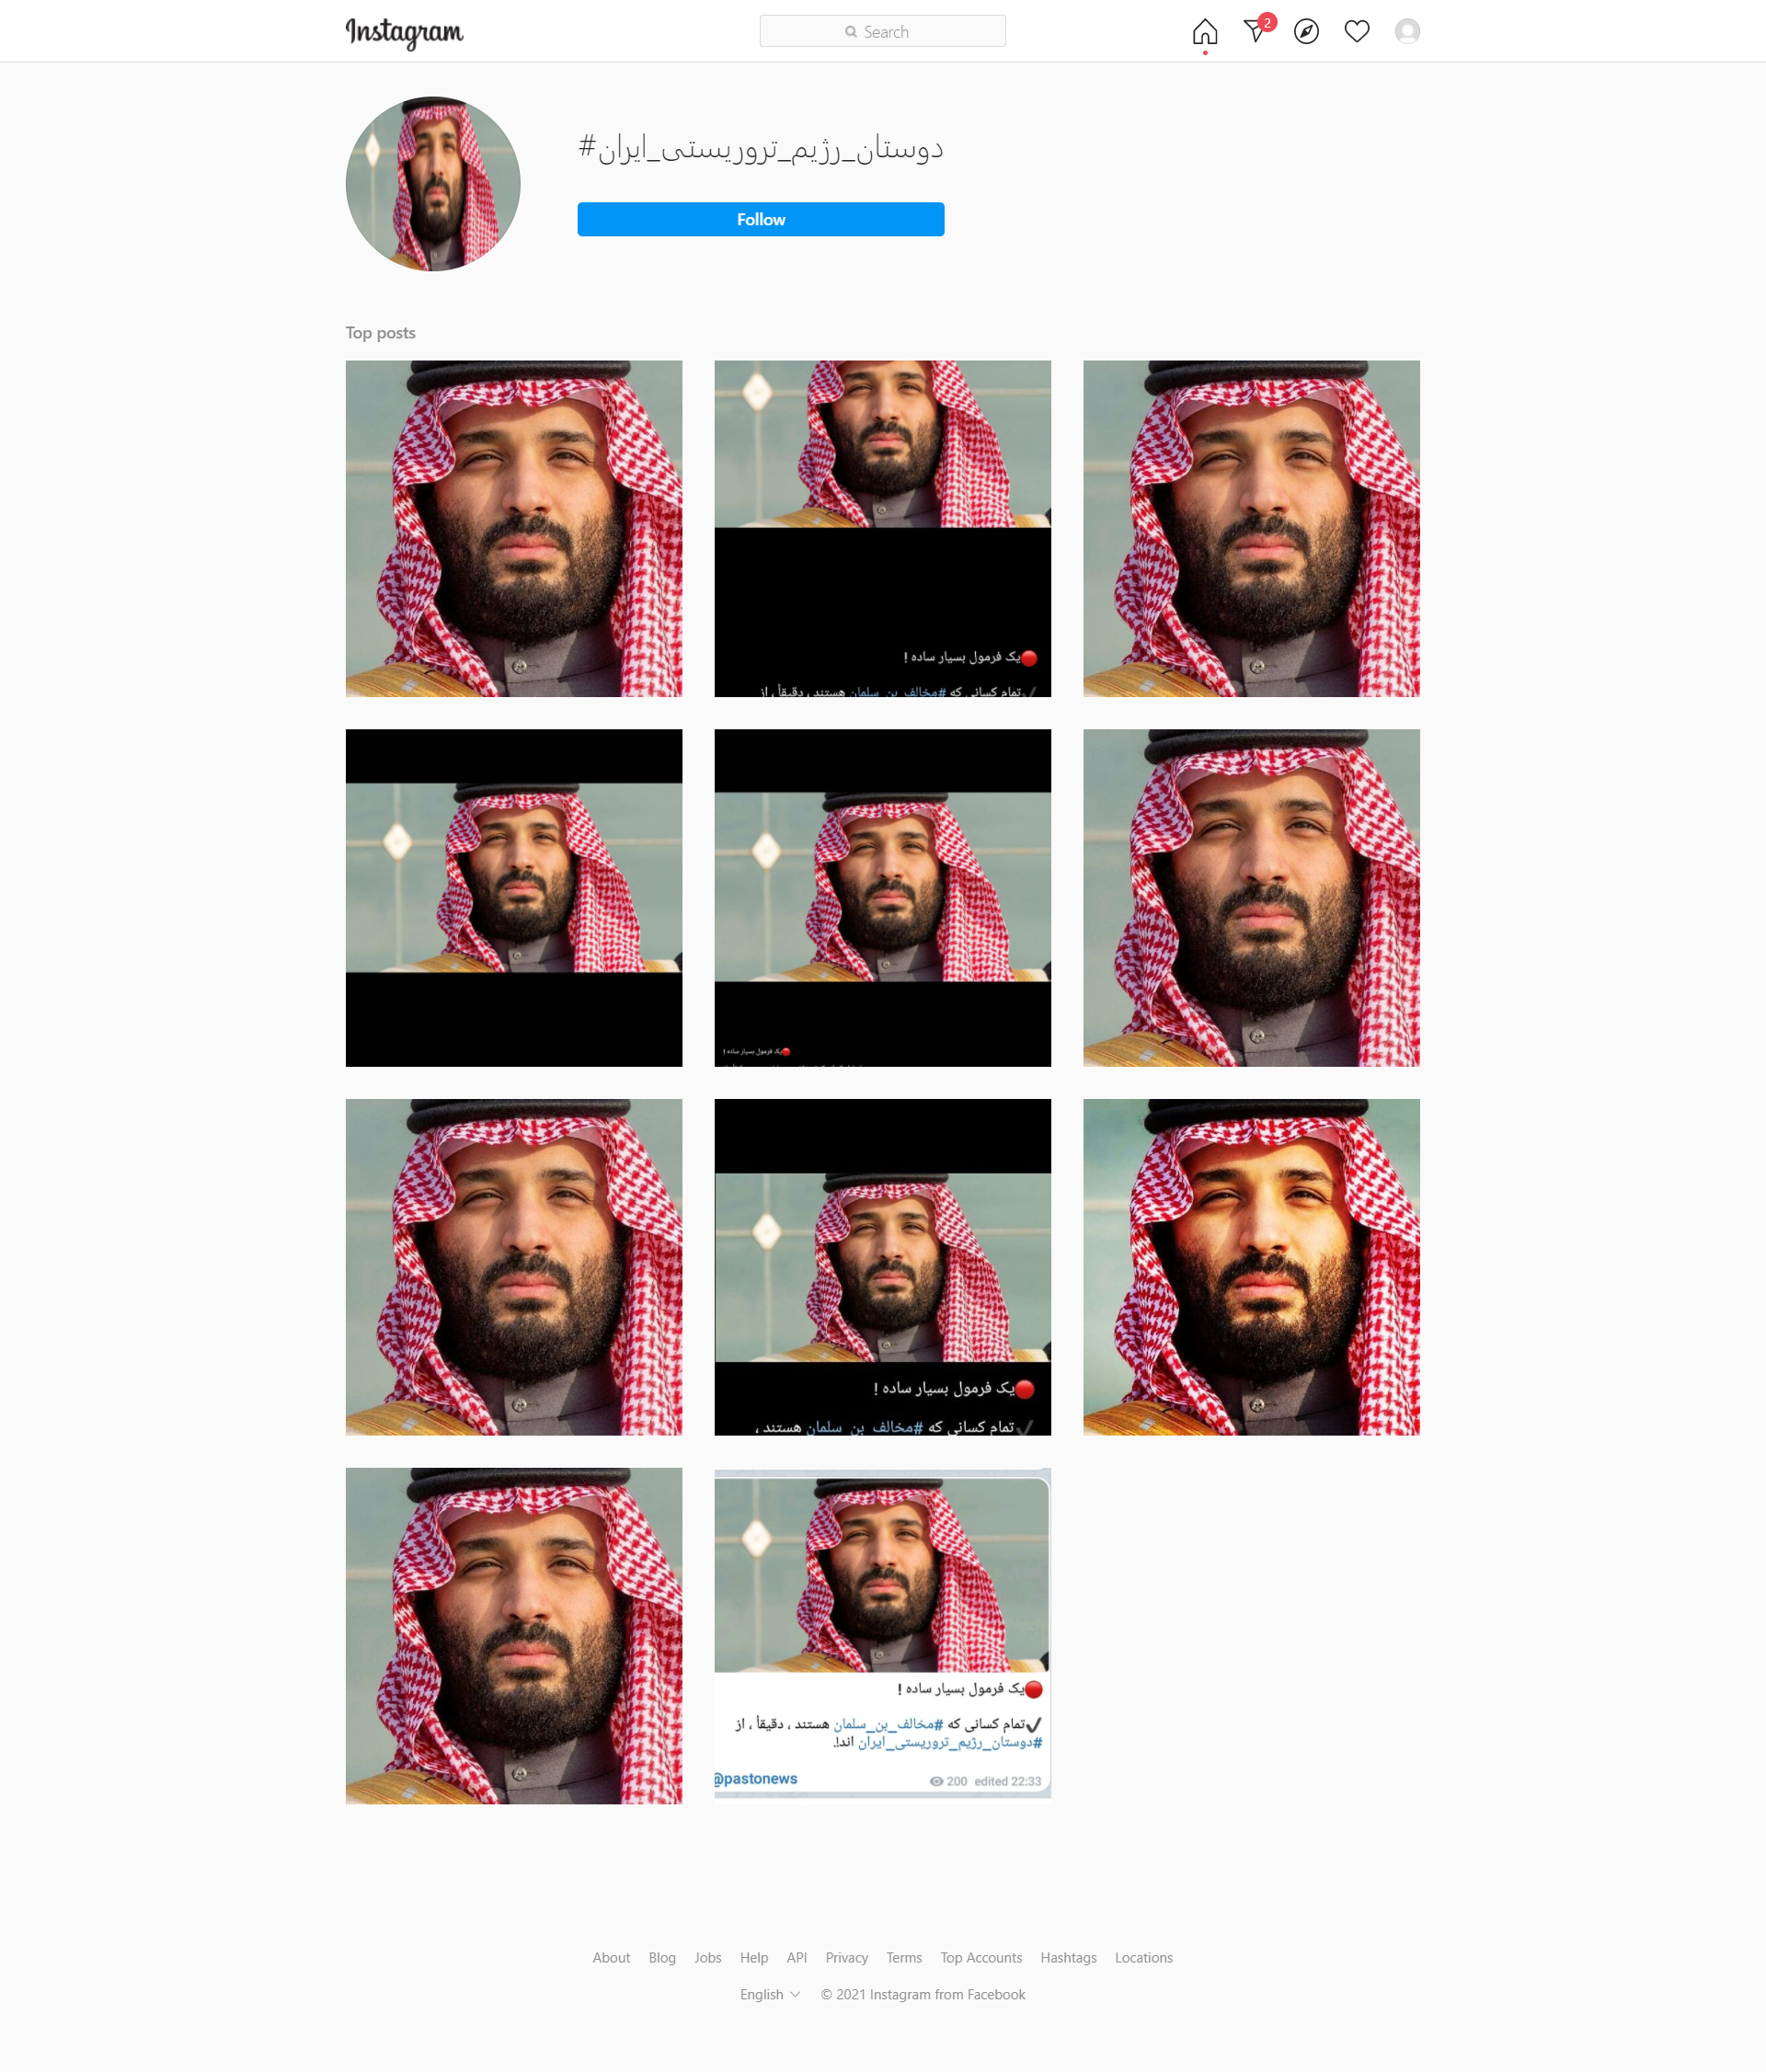 Instagram
Search
2
#دوستان_رژیم_تروریستی_ایران
Follow
Top posts
🔴یک فرمول بسیار ساده !
✔تمام کسانی که #مخالف_بن_سلمان هستند ، دقیقاً ، از
🔴یک فرمول بسیار ساده !
🔴یک فرمول بسیار ساده !
✔تمام کسانی که #مخالف_بن_سلمان هستند ،
🔴یک فرمول بسیار ساده !
✔تمام کسانی که #مخالف_بن_سلمان هستند ، دقیقاً ، از
#دوستان_رژیم_تروریستی_ایران اند!.
@pastonews
200 edited 22:33
About Blog Jobs Help API Privacy Terms Top Accounts Hashtags Locations
English © 2021 Instagram from Facebook